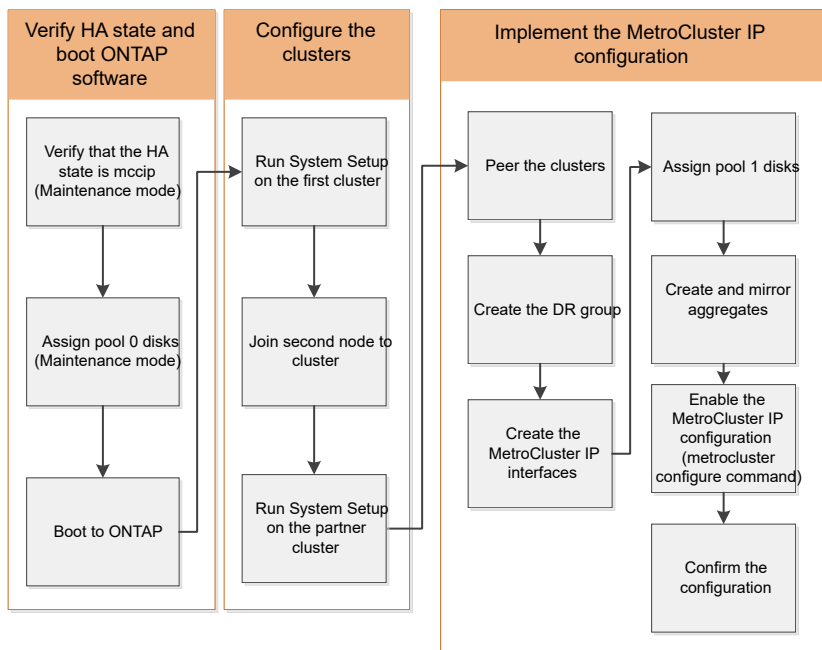 Verify HA state and
boot ONTAP
software
Verify that the HA
state is mccip
(Maintenance mode)
Assign pool 0 disks
(Maintenance mode)
Boot to ONTAP
Configure the
clusters
Run System Setup
on the first cluster
Join second node to
cluster
Run System Setup
on the partner
cluster
Implement the MetroCluster IP
configuration
Peer the clusters
Create the DR group
Create the
MetroCluster IP
interfaces
Assign pool 1 disks
Create and mirror
aggregates
Enable the
MetroCluster IP
configuration
(metrocluster
configure command)
Confirm the
configuration